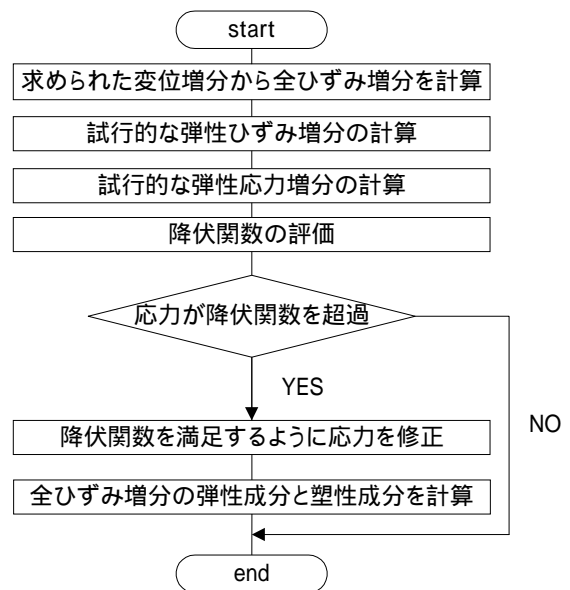 start
求められた変位増分から全ひずみ増分を計算
試行的な弾性ひずみ増分の計算
試行的な弾性応力増分の計算
降伏関数の評価
応力が降伏関数を超過
YES
NO
降伏関数を満足するように応力を修正
全ひずみ増分の弾性成分と塑性成分を計算
end